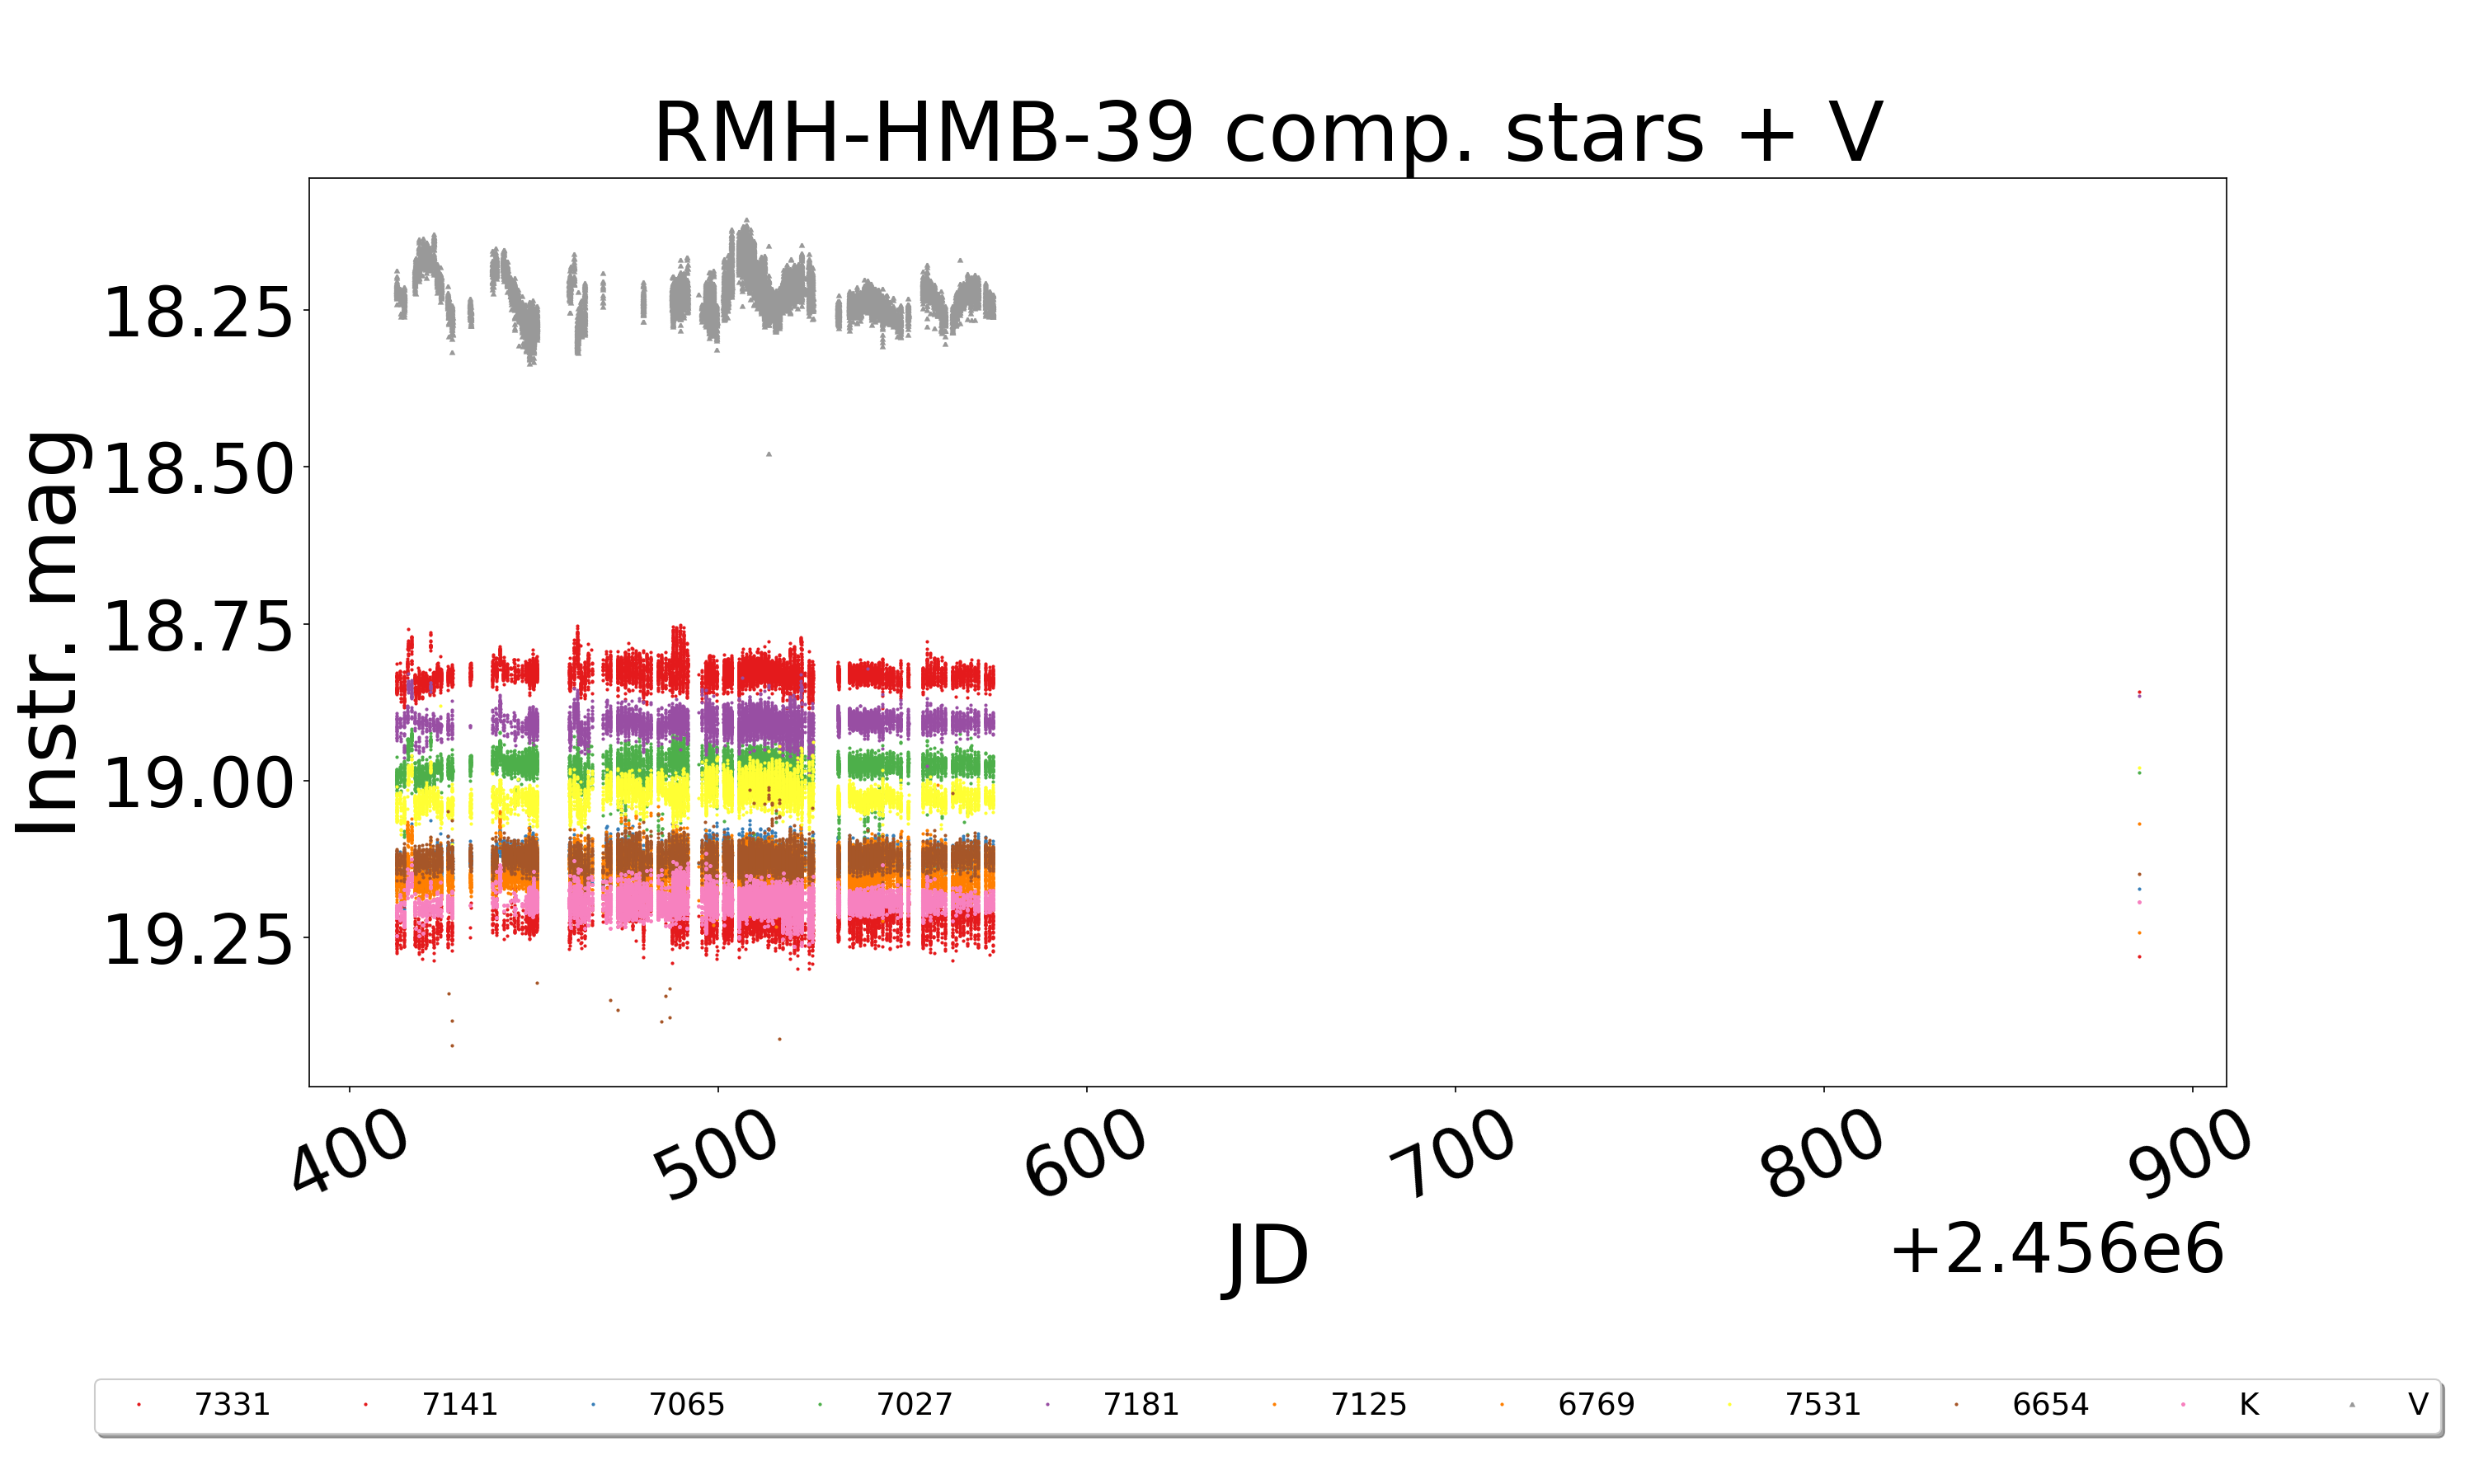 RMH-HMB-39 comp. stars + V
Instr. mag
18.25
18.50
18.75
19.00
19.25
400 500 600 700 800 900
JD
+2.456e6
7331 7141 7065 7027 7181 7125 6769 7531 6654 K V